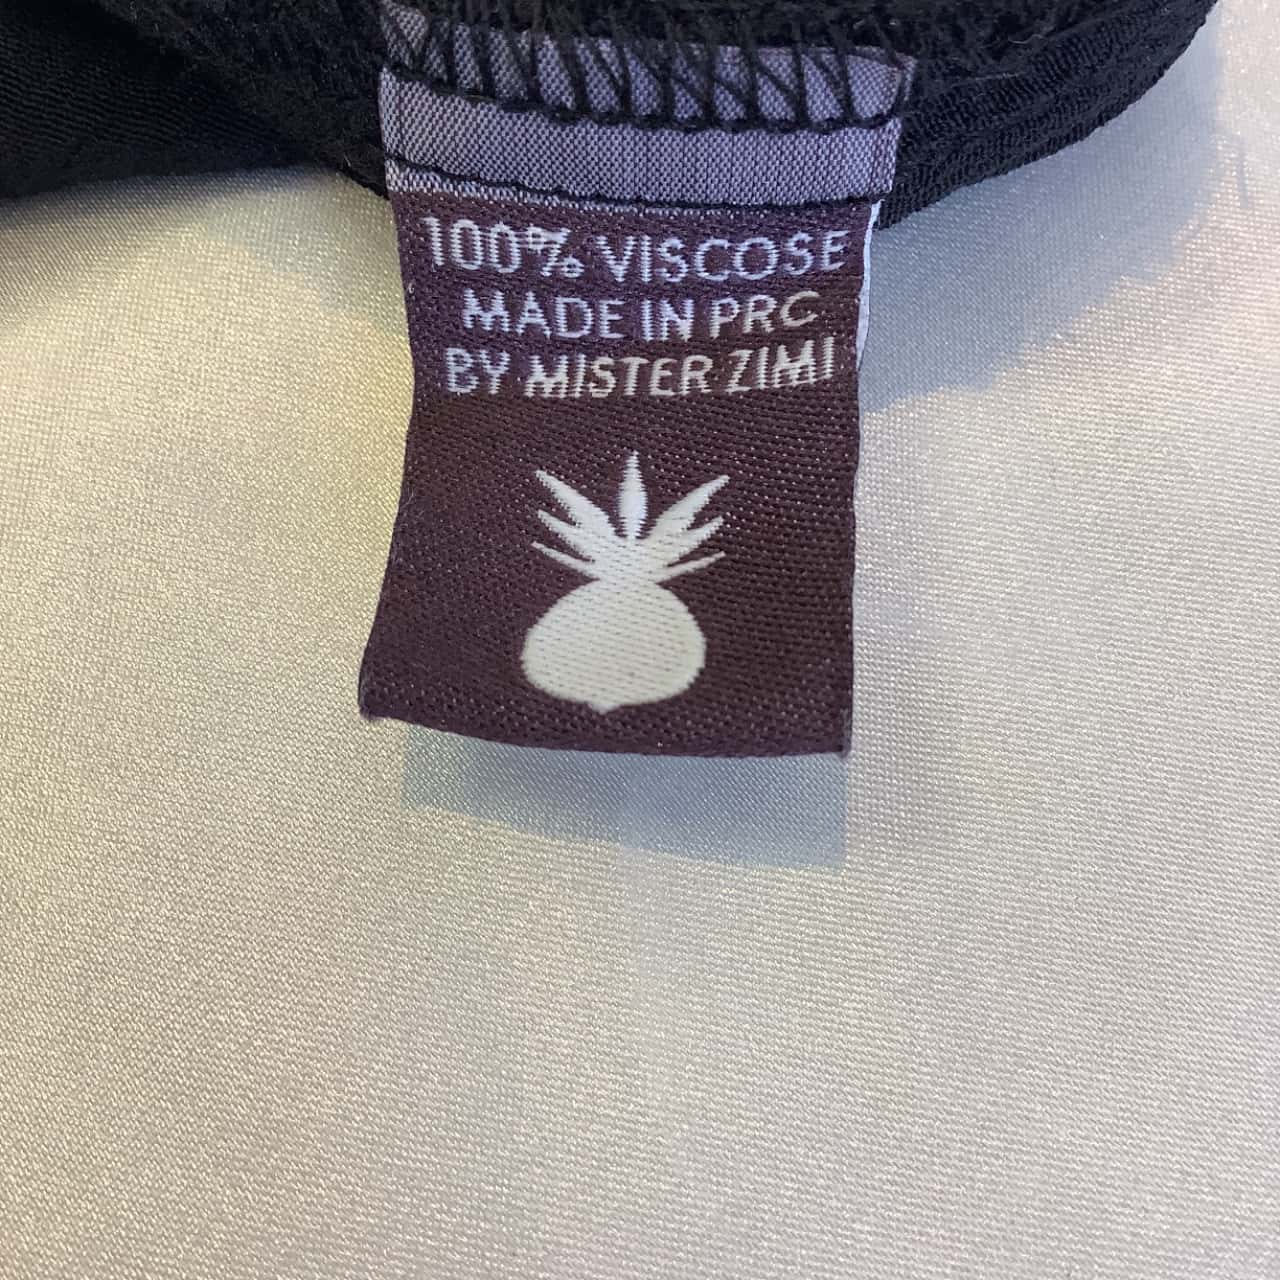 100% VISCOSE
MADE IN PRC
BY MISTER ZIMI